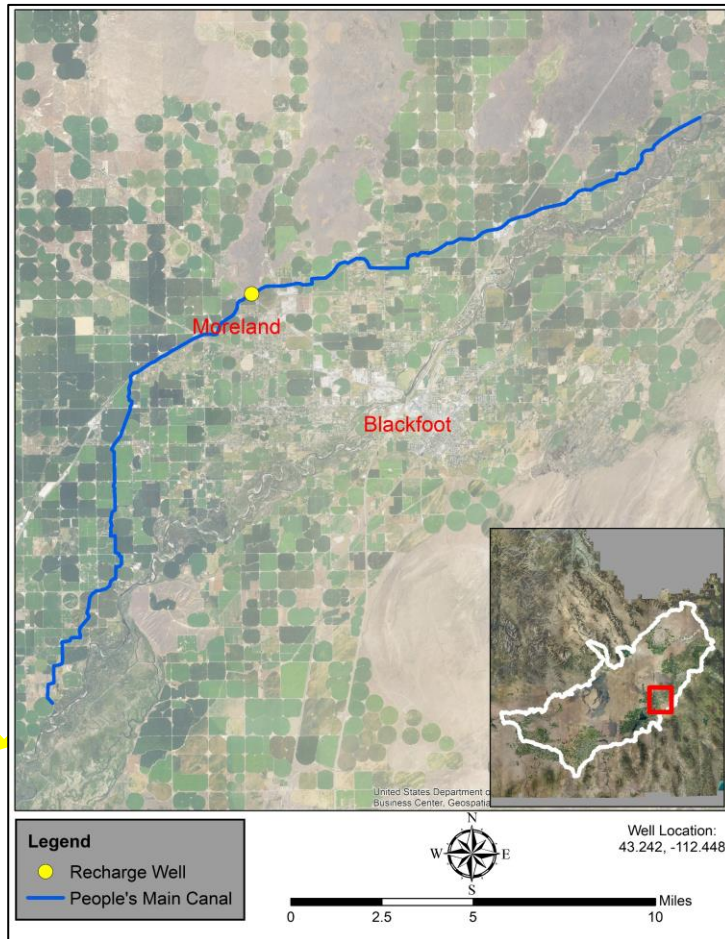 Moreland
Blackfoot
United States Department o
Business Center, Geospatia
Legend
Recharge Well
People's Main Canal
N
W E
S
Well Location:
43.242, -112.448
Miles
0 2.5 5 10